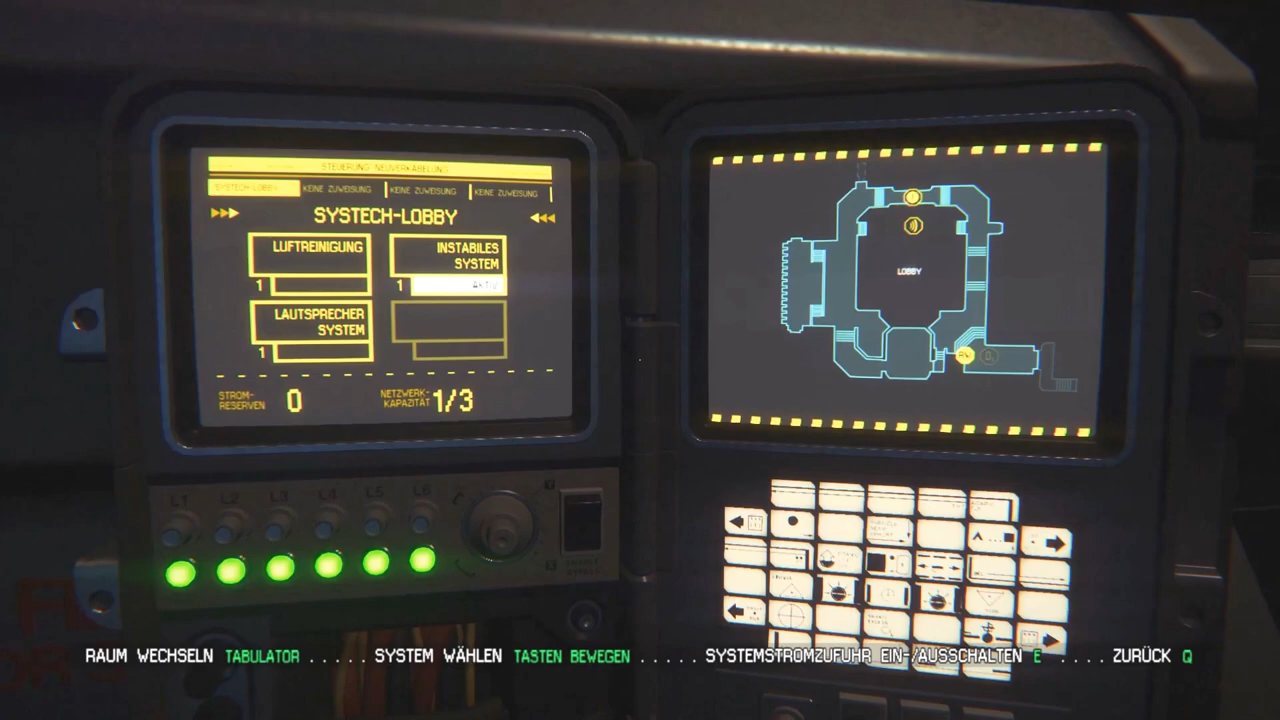 STEUERUNG NEUVERKABELUNG
SYSTECH-LOBBY KEINE ZUWEISUNG KEINE ZUWEISUNG KEINE ZUWEISUNG
SYSTECH-LOBBY
LUFTREINIGUNG
1
INSTABILES
SYSTEM
1 AKTIV
LAUTSPRECHER
SYSTEM
1
STROM-
RESERVEN 0
NETZWERK-
KAPAZITÄT 1/3
LOBBY
L1 L2 L3 L4 L5 L6
RAUM WECHSELN TABULATOR ..... SYSTEM WÄHLEN TASTEN BEWEGEN ..... SYSTEMSTROMZUFUHR EIN-/AUSSCHALTEN E .... ZURÜCK Q